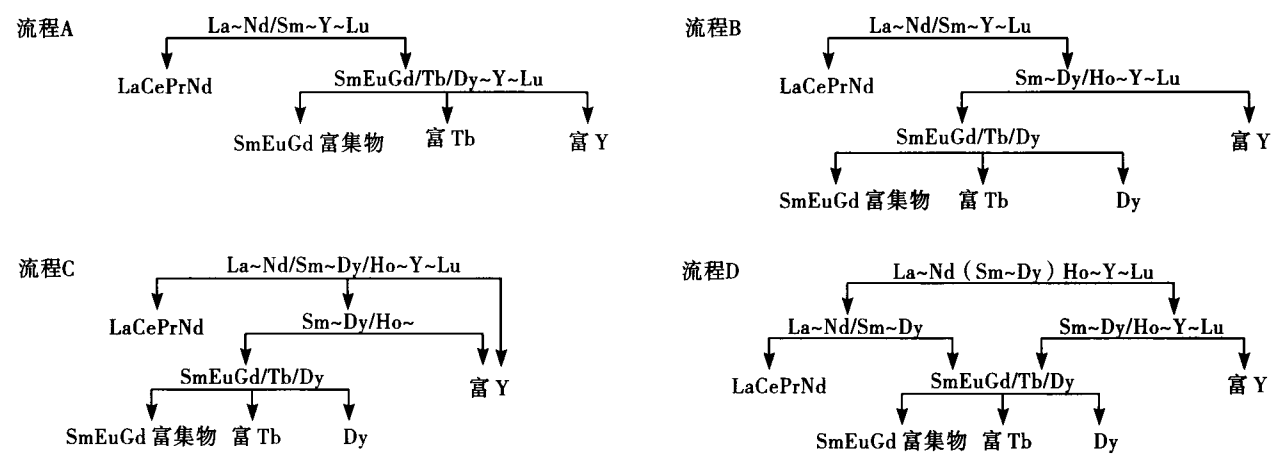 流程A
La~Nd/Sm~Y~Lu
LaCePrNd
SmEuGd/Tb/Dy~Y~Lu
SmEuGd 富集物
富 Tb
富 Y
流程B
La~Nd/Sm~Y~Lu
LaCePrNd
Sm~Dy/Ho~Y~Lu
SmEuGd/Tb/Dy
富 Y
SmEuGd 富集物
富 Tb
Dy
流程C
La~Nd/Sm~Dy/Ho~Y~Lu
LaCePrNd
Sm~Dy/Ho~
SmEuGd/Tb/Dy
富 Y
SmEuGd 富集物
富 Tb
Dy
流程D
La~Nd（Sm~Dy）Ho~Y~Lu
La~Nd/Sm~Dy
Sm~Dy/Ho~Y~Lu
LaCePrNd
SmEuGd/Tb/Dy
富 Y
SmEuGd 富集物
富 Tb
Dy